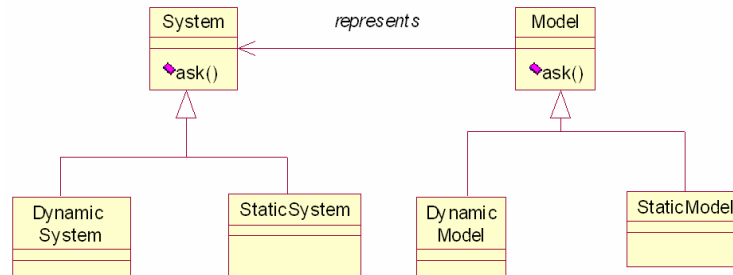 System
represents
Model
ask()
ask()
Dynamic
System
StaticSystem
Dynamic
Model
StaticModel